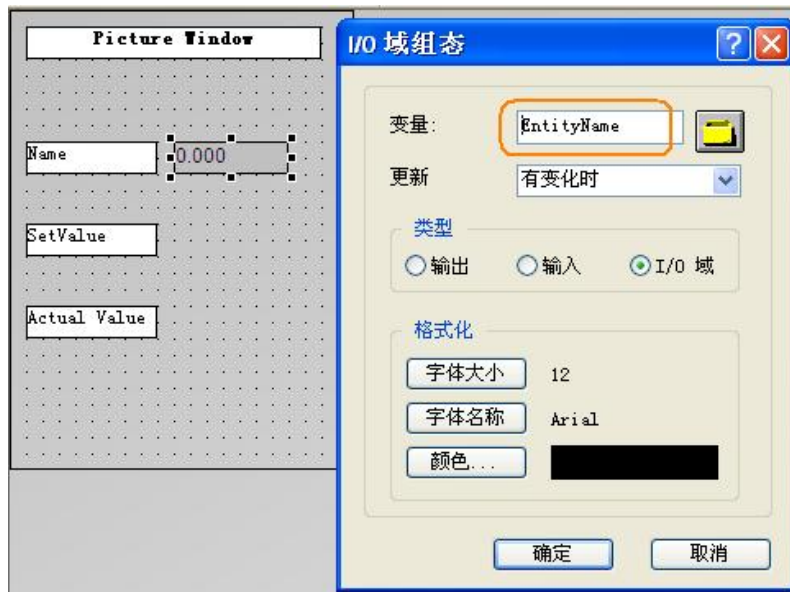 Picture Window
Name
0.000
SetValue
Actual Value
I/O 域组态
?
变量:
EntityName
更新
有变化时
类型
输出
输入
I/O 域
格式化
字体大小
12
字体名称
Arial
颜色...
确定
取消